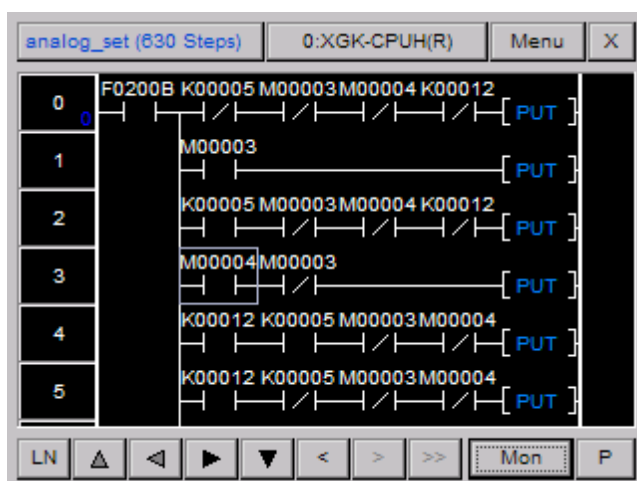 analog_set (630 Steps) 0:XGK-CPUH(R) Menu X
F0200B K00005 M00003 M00004 K00012
0 0 PUT
M00003
1 PUT
K00005 M00003 M00004 K00012
2 PUT
M00004 M00003
3 PUT
K00012 K00005 M00003 M00004
4 PUT
K00012 K00005 M00003 M00004
5 PUT
LN < > >> Mon P